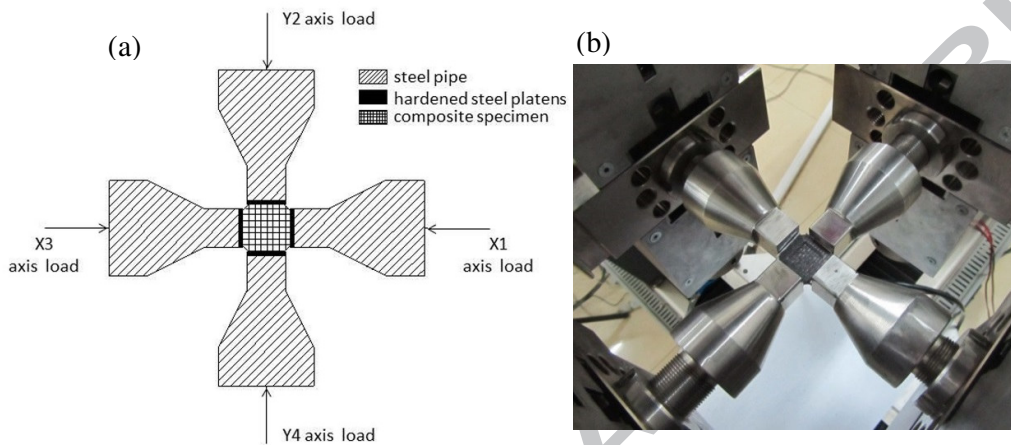 (a)
Y2 axis load
steel pipe
hardened steel platens
composite specimen
X3
axis load
X1
axis load
Y4 axis load
(b)